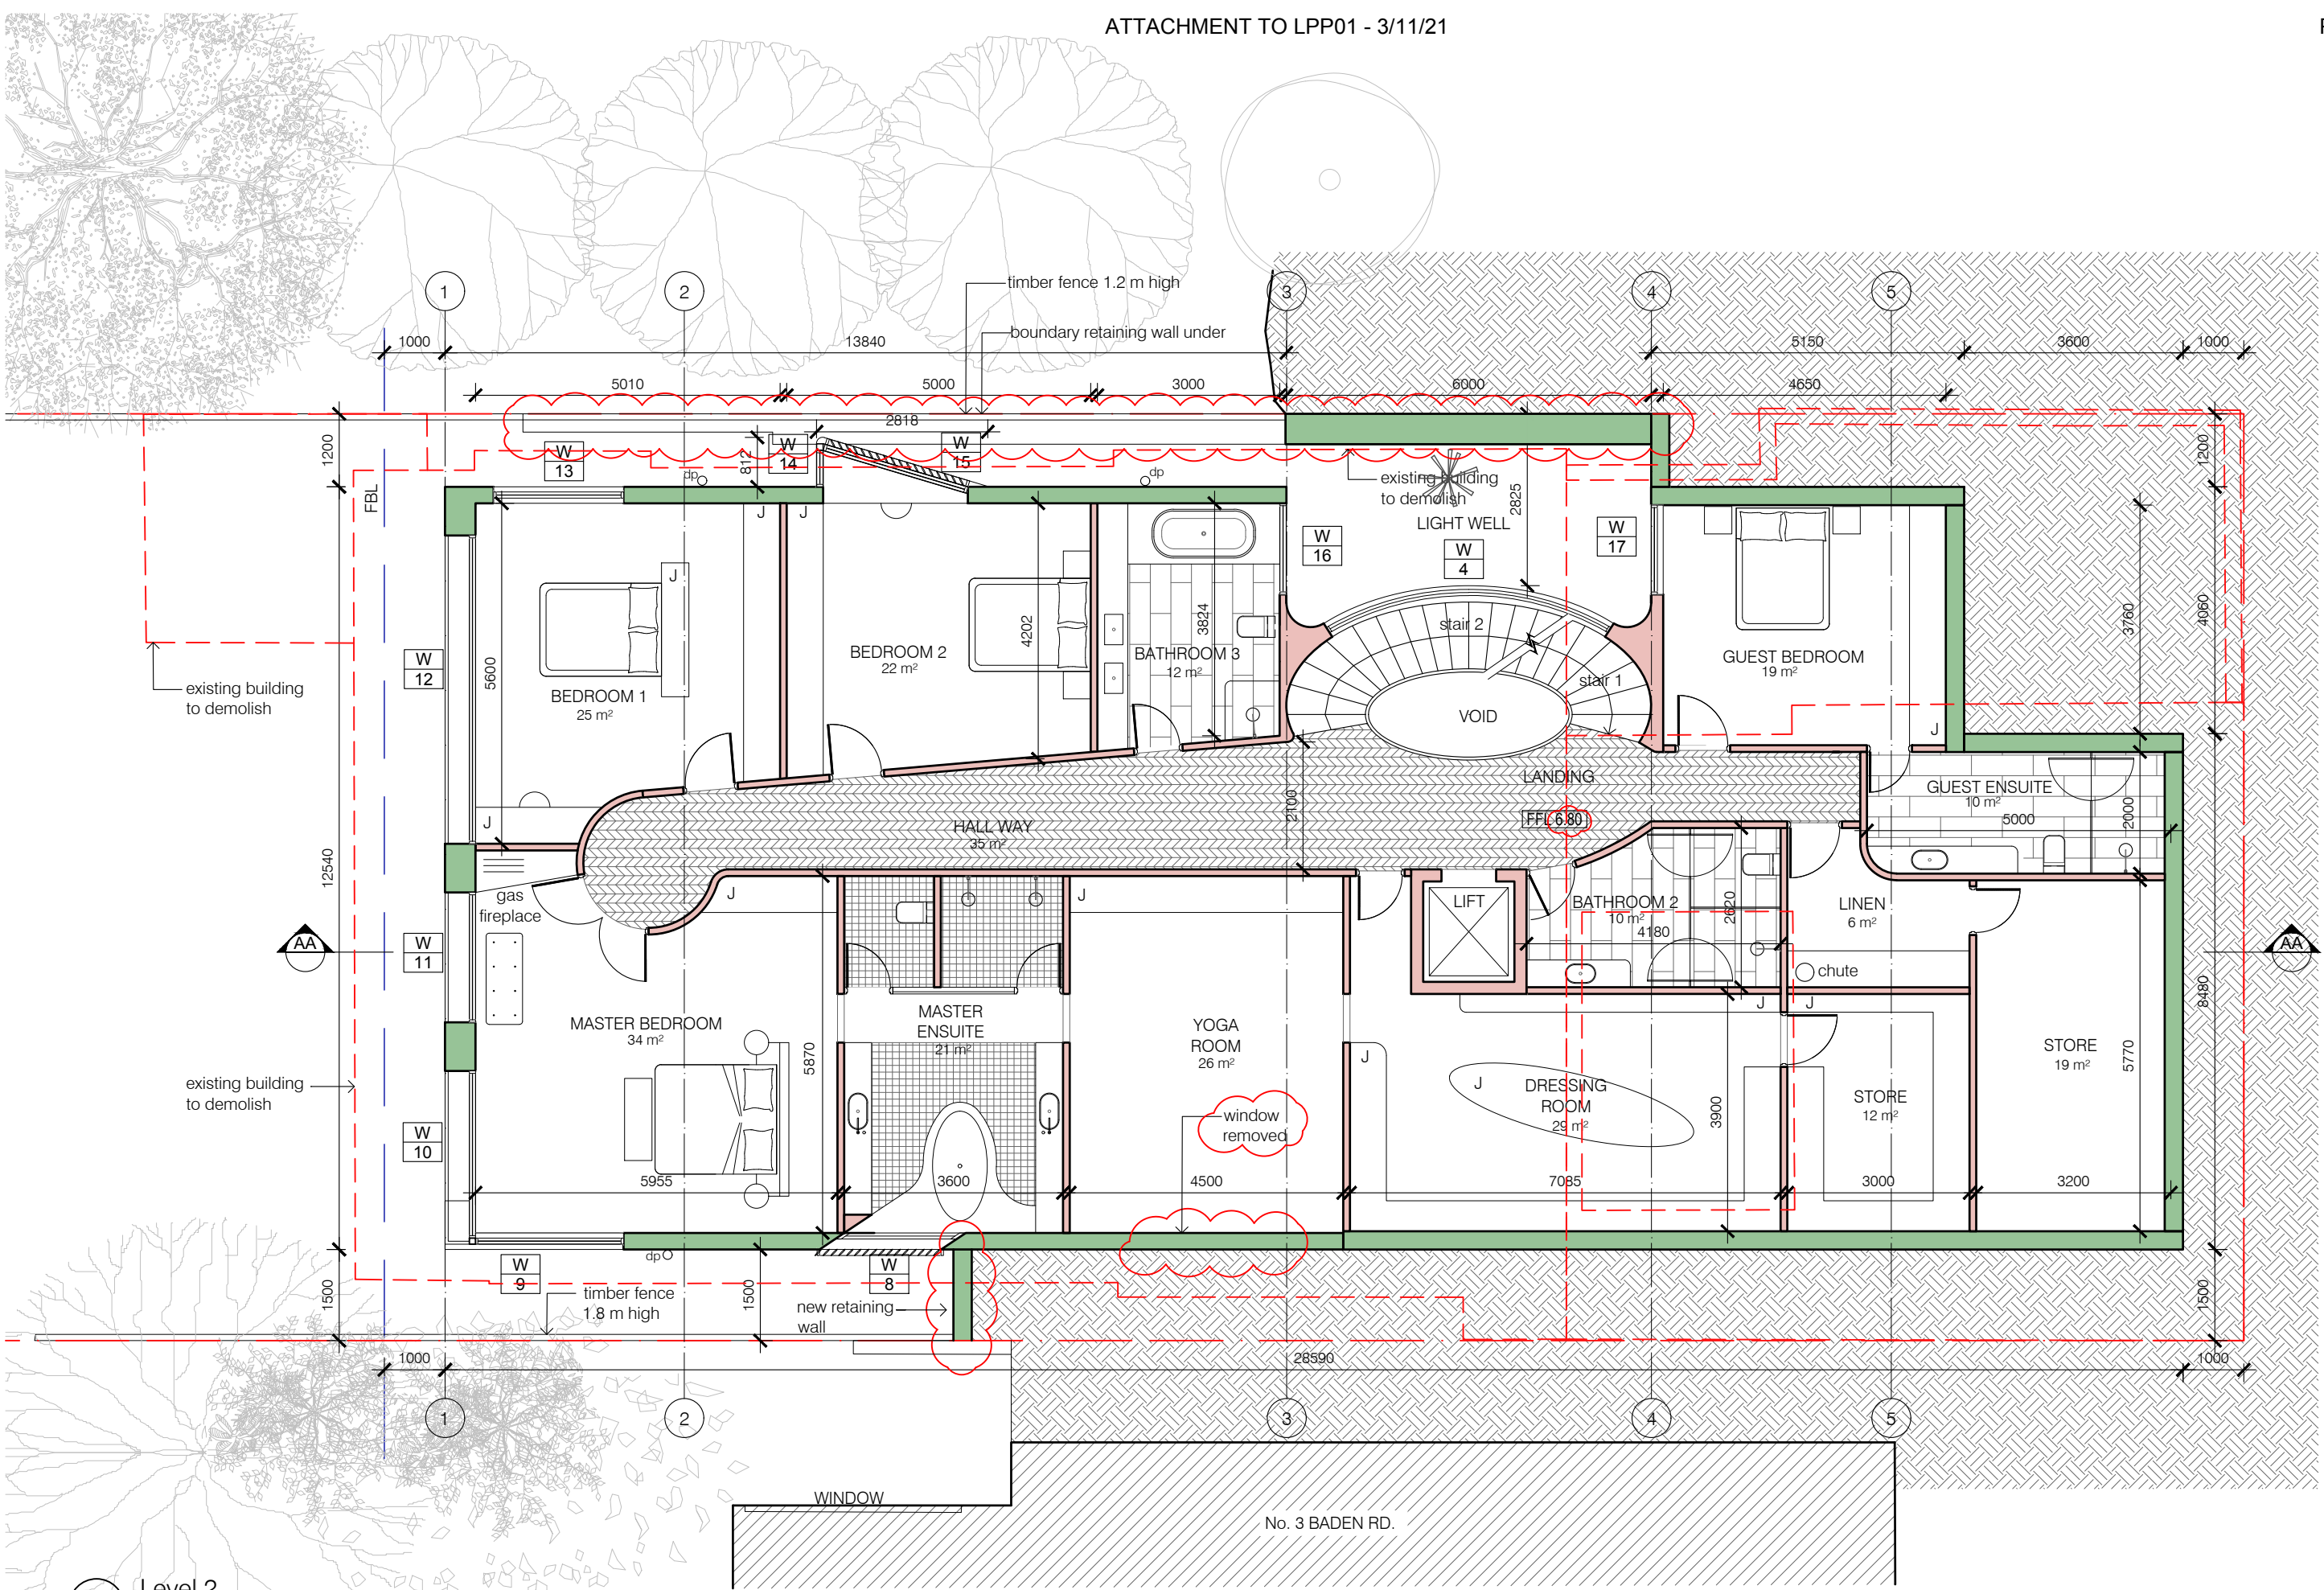 ATTACHMENT TO LPP01 - 3/11/21
timber fence 1.2 m high
1
2
3
4
5
boundary retaining wall under
1000
13840
5150
3600
1000
5010
5000
3000
6000
4650
2818
1200
FBL
W
13
812
W
14
W
15
dp
dp
existing building
to demolish
LIGHT WELL
2825
W
16
W
4
W
17
1200
J
J
5600
J
4202
3824
stair 2
stair 1
3760
4060
W
12
BEDROOM 1
25 m²
BEDROOM 2
22 m²
BATHROOM 3
12 m²
VOID
GUEST BEDROOM
19 m²
J
existing building
to demolish
J
HALL WAY
35 m²
2100
LANDING
FFL 6.80
GUEST ENSUITE
10 m²
5000
2000
12540
gas
fireplace
J
J
LIFT
BATHROOM 2
10 m²
4180
2620
LINEN
6 m²
chute
AA
W
11
AA
MASTER BEDROOM
34 m²
MASTER
ENSUITE
21 m²
YOGA
ROOM
26 m²
J
J
J
J
DRESSING
ROOM
29 m²
STORE
12 m²
STORE
19 m²
8480
5770
5870
3900
existing building
to demolish
W
10
window
removed
5955
3600
4500
7085
3000
3200
dp
W
9
W
8
1500
1500
1500
timber fence
1.8 m high
new retaining
wall
1000
28590
1000
1
2
3
4
5
WINDOW
No. 3 BADEN RD.
Level 2